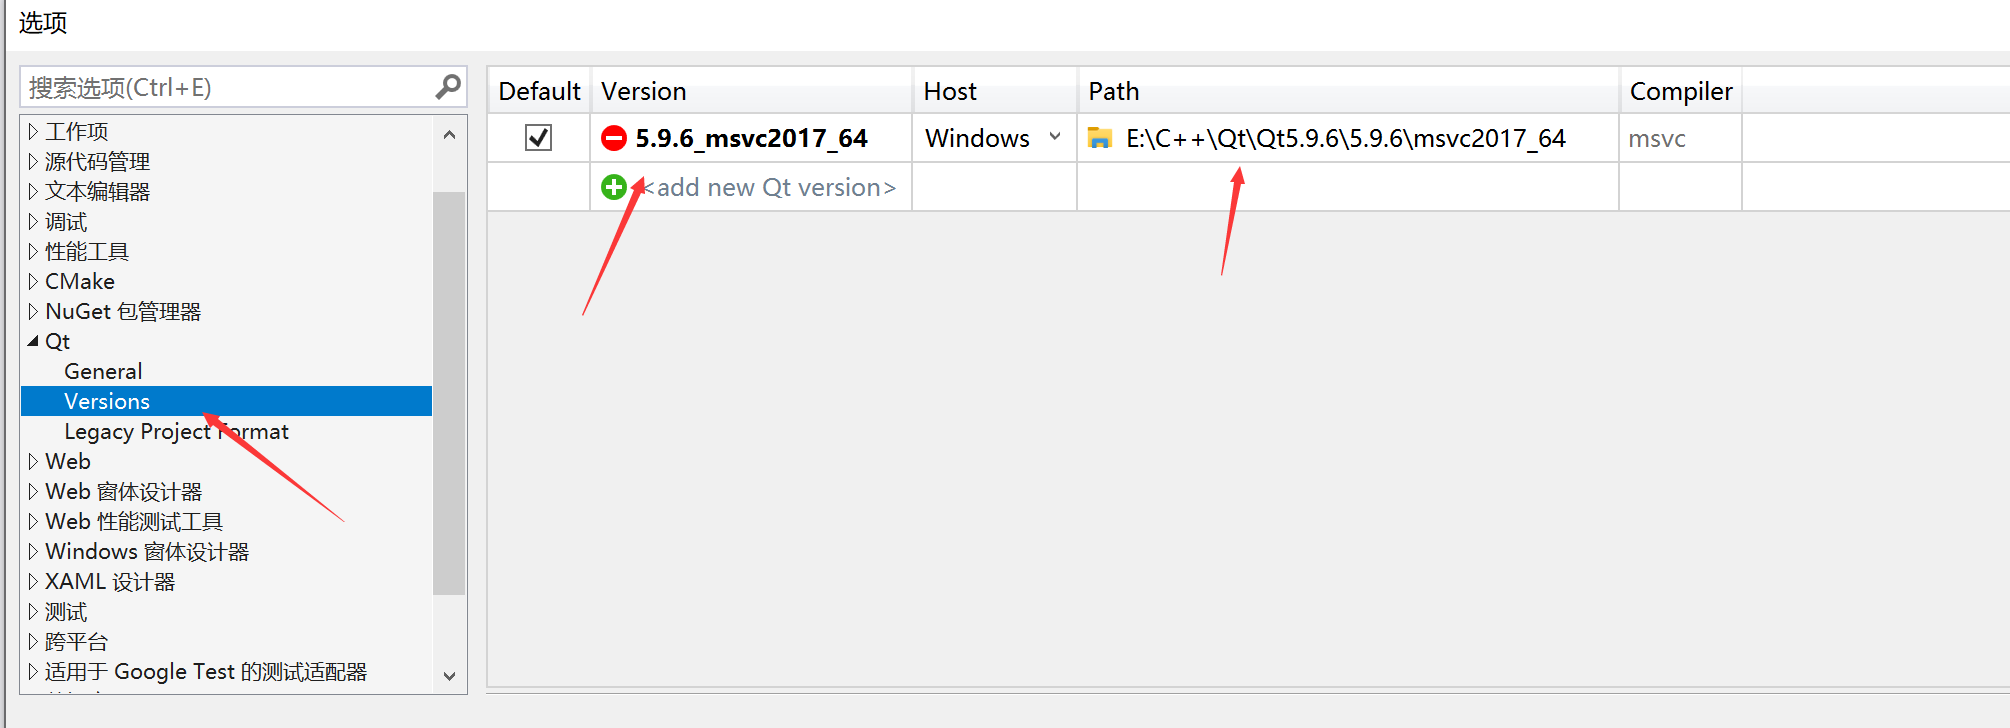 选项
搜索选项(Ctrl+E)
工作项
源代码管理
文本编辑器
调试
性能工具
CMake
NuGet 包管理器
Qt
General
Versions
Legacy Project Format
Web
Web 窗体设计器
Web 性能测试工具
Windows 窗体设计器
XAML 设计器
测试
跨平台
适用于 Google Test 的测试适配器
Default Version Host Path Compiler
5.9.6_msvc2017_64 Windows E:\C++\Qt\Qt5.9.6\5.9.6\msvc2017_64 msvc
<add new Qt version>